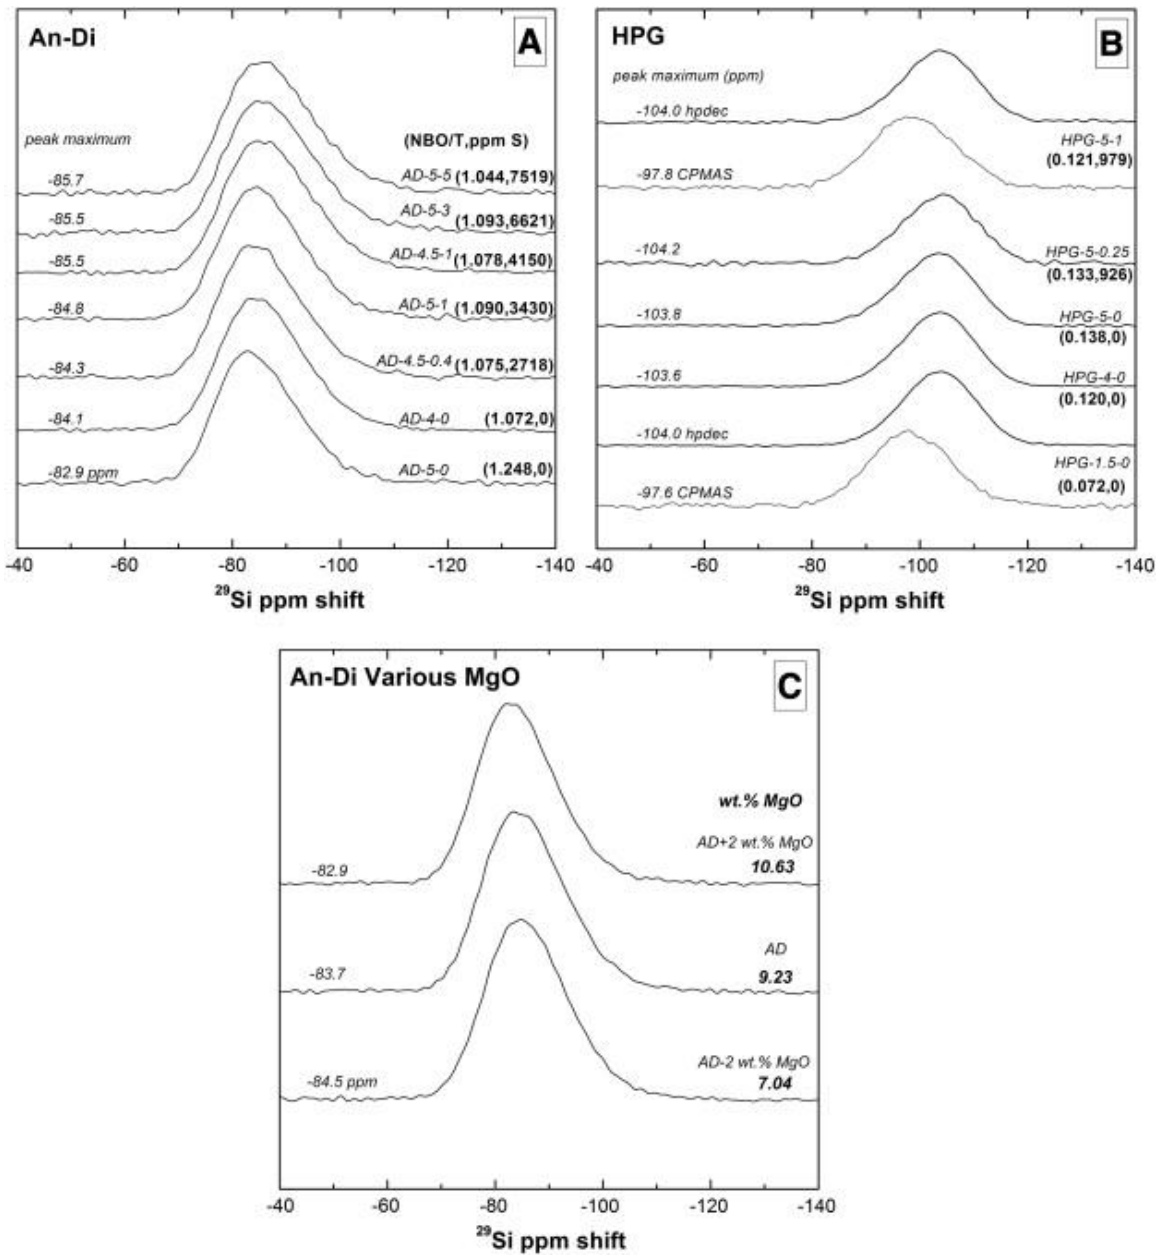 An-Di
A
peak maximum
(NBO/T,ppm S)
-85.7
AD-5-5 (1.044,7519)
-85.5
AD-5-3 (1.093,6621)
-85.5
AD-4.5-1 (1.078,4150)
-84.8
AD-5-1 (1.090,3430)
-84.3
AD-4.5-0.4 (1.075,2718)
-84.1
AD-4-0 (1.072,0)
-82.9 ppm
AD-5-0 (1.248,0)
-40 -60 -80 -100 -120 -140
29Si ppm shift
HPG
B
peak maximum (ppm)
-104.0 hpdec
HPG-5-1
(0.121,979)
-97.8 CPMAS
-104.2
HPG-5-0.25
(0.133,926)
-103.8
HPG-5-0
(0.138,0)
-103.6
HPG-4-0
(0.120,0)
-104.0 hpdec
HPG-1.5-0
(0.072,0)
-97.6 CPMAS
-40 -60 -80 -100 -120 -140
29Si ppm shift
An-Di Various MgO
C
wt.% MgO
AD+2 wt.% MgO
-82.9
10.63
AD
-83.7
9.23
AD-2 wt.% MgO
-84.5 ppm
7.04
-40 -60 -80 -100 -120 -140
29Si ppm shift